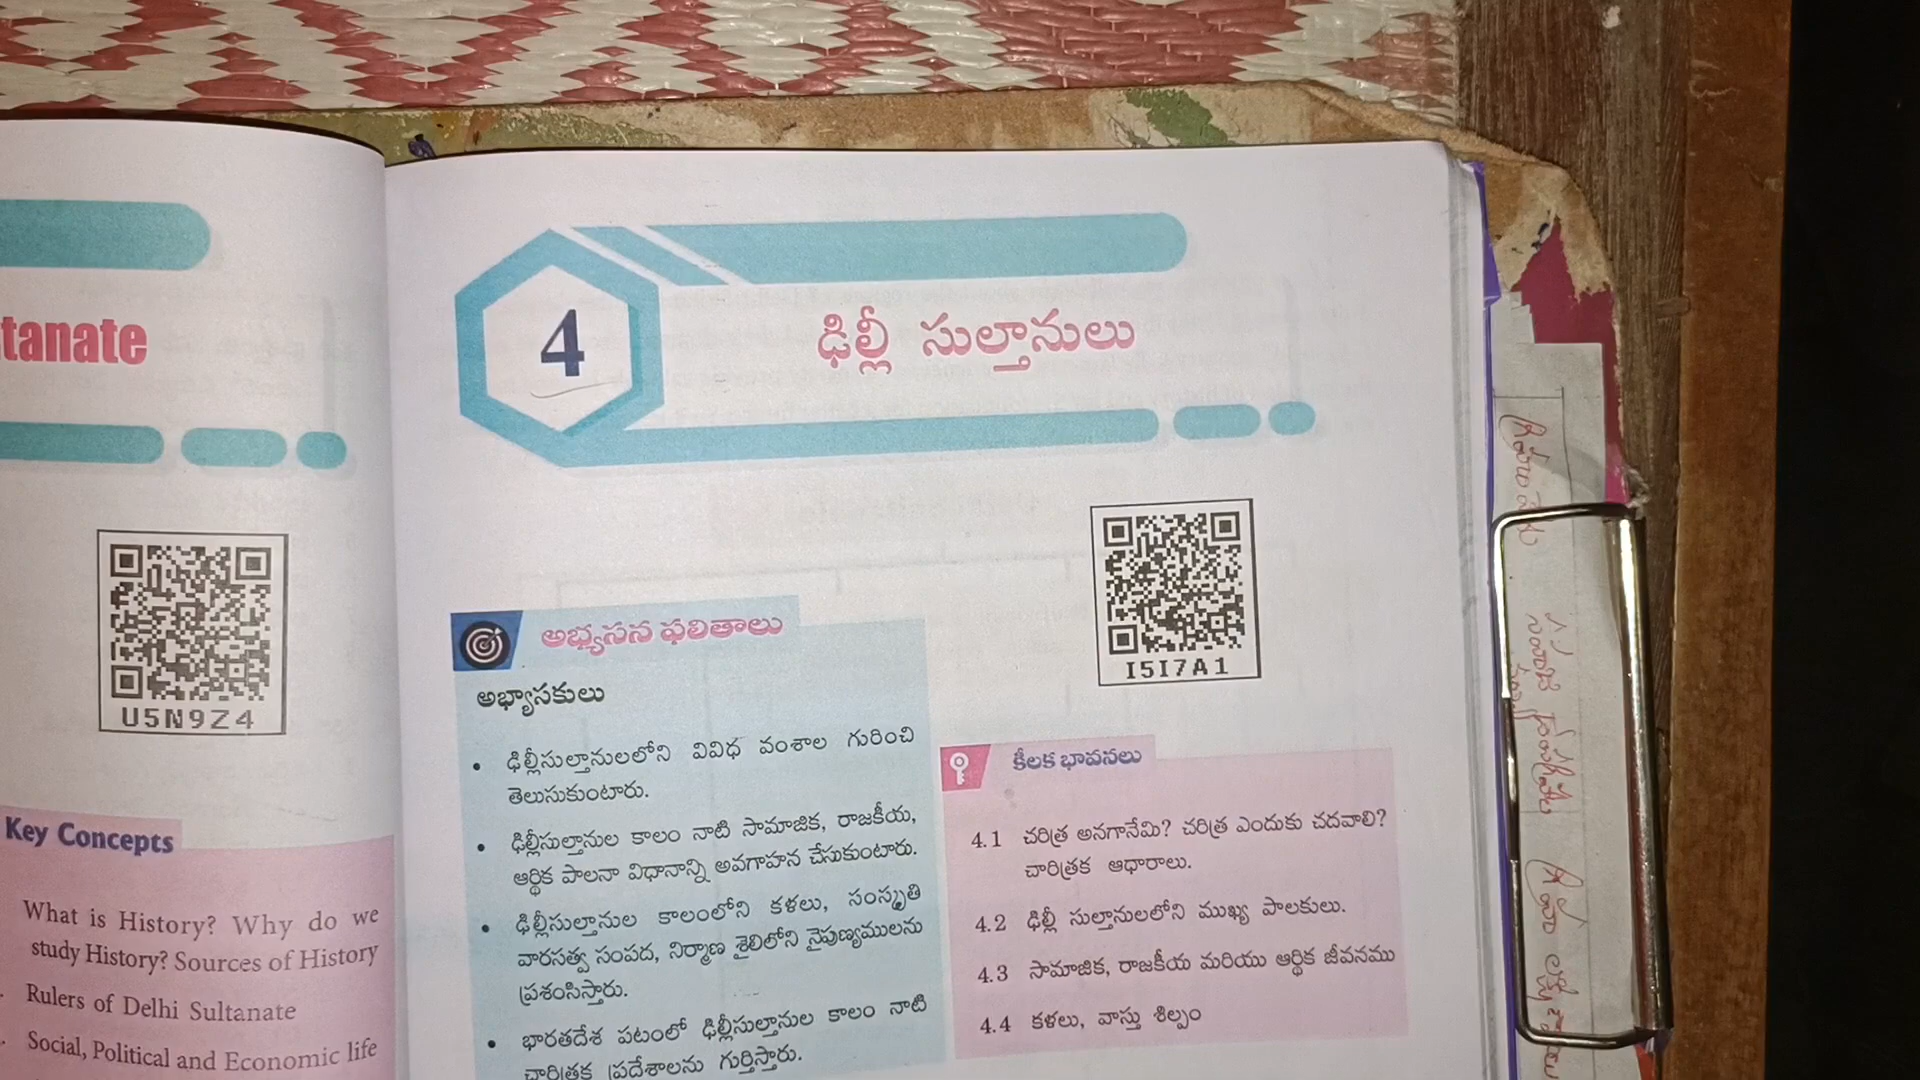 tanate
U5N9Z4
Key Concepts
What is History? Why do we
study History? Sources of History
Rulers of Delhi Sultanate
Social, Political and Economic life
4
ఢిల్లీ సుల్తానులు
I5I7A1
అభ్యసన ఫలితాలు
అభ్యాసకులు
• ఢిల్లీసుల్తానులలోని వివిధ వంశాల గురించి
తెలుసుకుంటారు.
• ఢిల్లీసుల్తానుల కాలం నాటి సామాజిక, రాజకీయ,
ఆర్థిక పాలనా విధానాన్ని అవగాహన చేసుకుంటారు.
• ఢిల్లీసుల్తానుల కాలంలోని కళలు, సంస్కృతి
వారసత్వ సంపద, నిర్మాణ శైలిలోని నైపుణ్యములను
ప్రశంసిస్తారు.
• భారతదేశ పటంలో ఢిల్లీసుల్తానుల కాలం నాటి
చారిత్రక ప్రదేశాలను గుర్తిస్తారు.
కీలక భావనలు
4.1 చరిత్ర అనగానేమి? చరిత్ర ఎందుకు చదవాలి?
చారిత్రక ఆధారాలు.
4.2 ఢిల్లీ సుల్తానులలోని ముఖ్య పాలకులు.
4.3 సామాజిక, రాజకీయ మరియు ఆర్థిక జీవనము
4.4 కళలు, వాస్తు శిల్పం